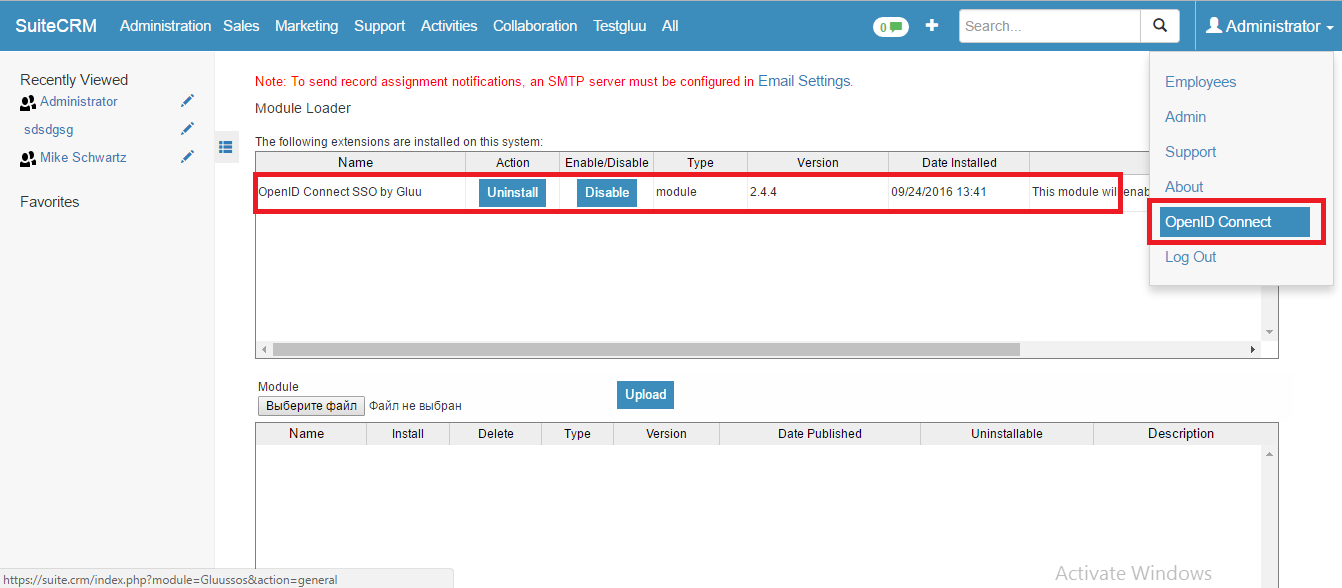 SuiteCRM Administration Sales Marketing Support Activities Collaboration Testgluu All 0 + Search... Administrator
Recently Viewed
Administrator
sdsdgsg
Mike Schwartz
Favorites
Note: To send record assignment notifications, an SMTP server must be configured in Email Settings.
Module Loader
The following extensions are installed on this system:
Name Action Enable/Disable Type Version Date Installed
OpenID Connect SSO by Gluu Uninstall Disable module 2.4.4 09/24/2016 13:41 This module will enab
Employees
Admin
Support
About
OpenID Connect
Log Out
Module
Выберите файл Файл не выбран Upload
Name Install Delete Type Version Date Published Uninstallable Description
https://suite.crm/index.php?module=Gluussos&action=general
Activate Windows